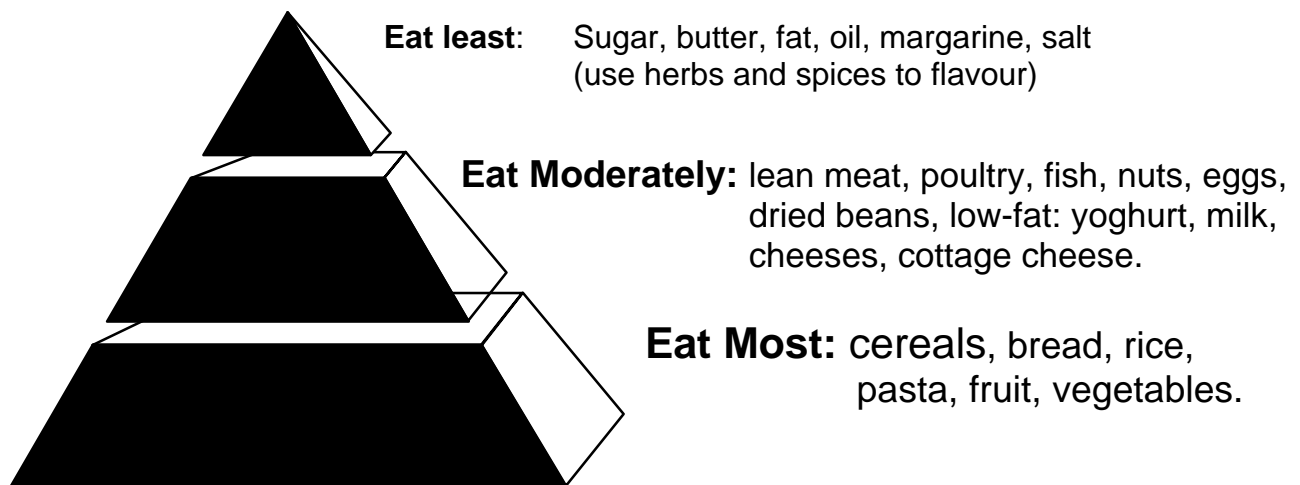 Eat least: Sugar, butter, fat, oil, margarine, salt
(use herbs and spices to flavour)
Eat Moderately: lean meat, poultry, fish, nuts, eggs,
dried beans, low-fat: yoghurt, milk,
cheeses, cottage cheese.
Eat Most: cereals, bread, rice,
pasta, fruit, vegetables.